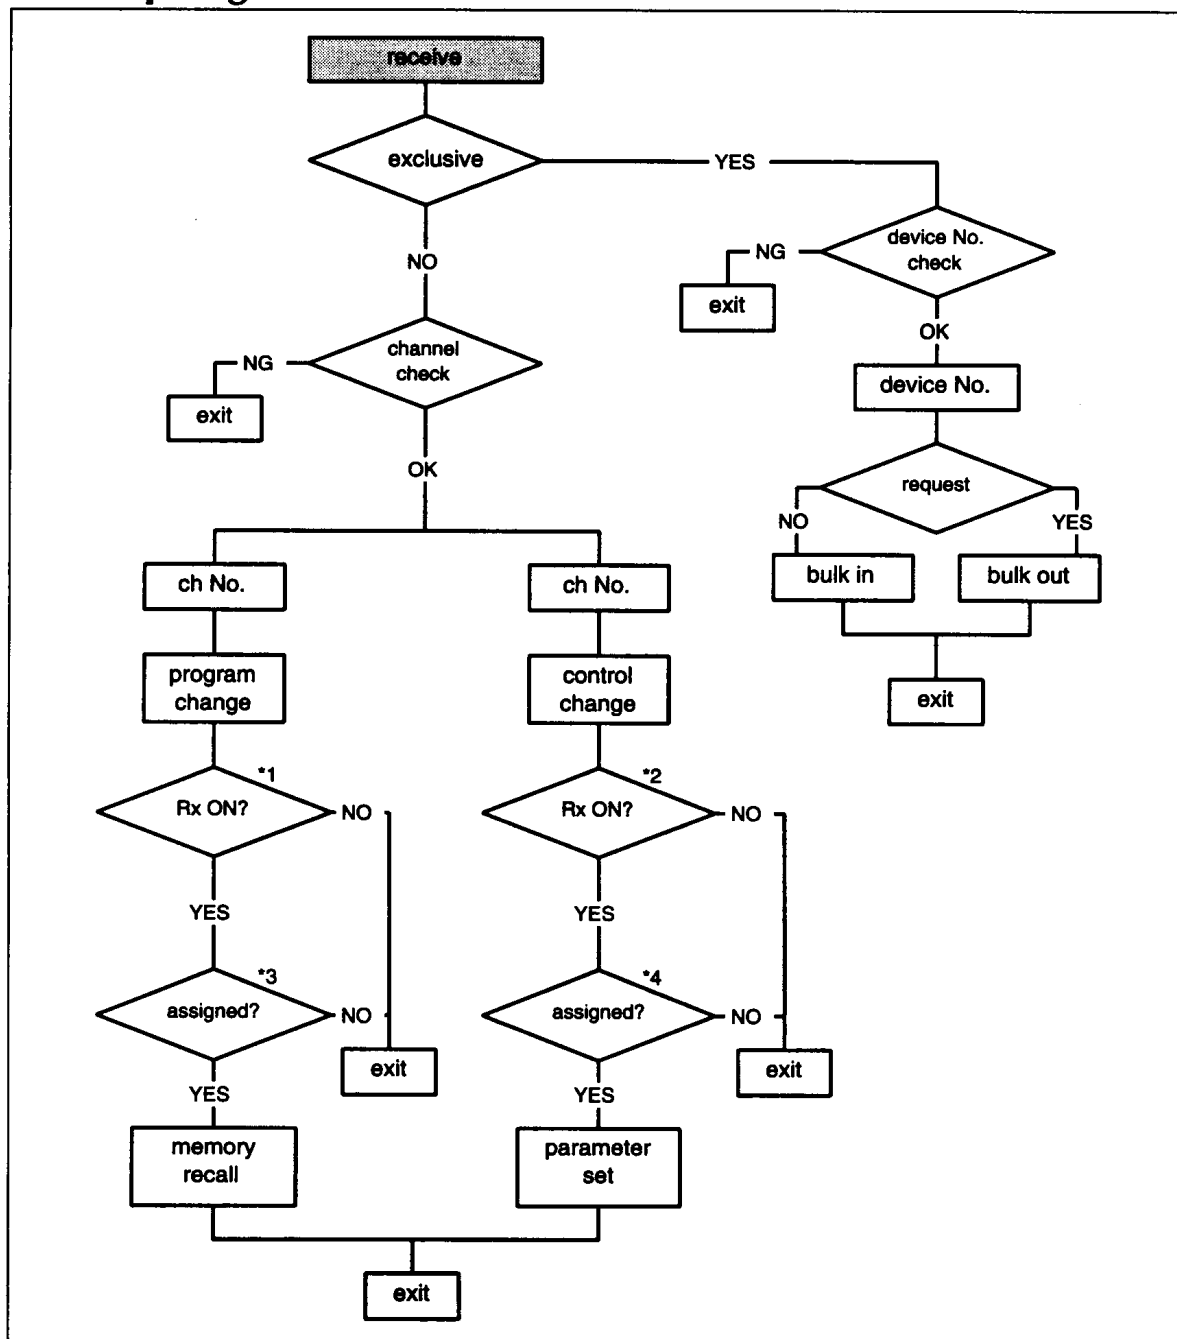 receive
exclusive
YES
device No.
check
NG
exit
NO
OK
channel
check
NG
exit
device No.
request
OK
NO
YES
bulk in
bulk out
ch No.
ch No.
program
change
control
change
exit
*1
Rx ON?
NO
*2
Rx ON?
NO
YES
YES
*3
assigned?
NO
*4
assigned?
NO
exit
exit
YES
YES
memory
recall
parameter
set
exit